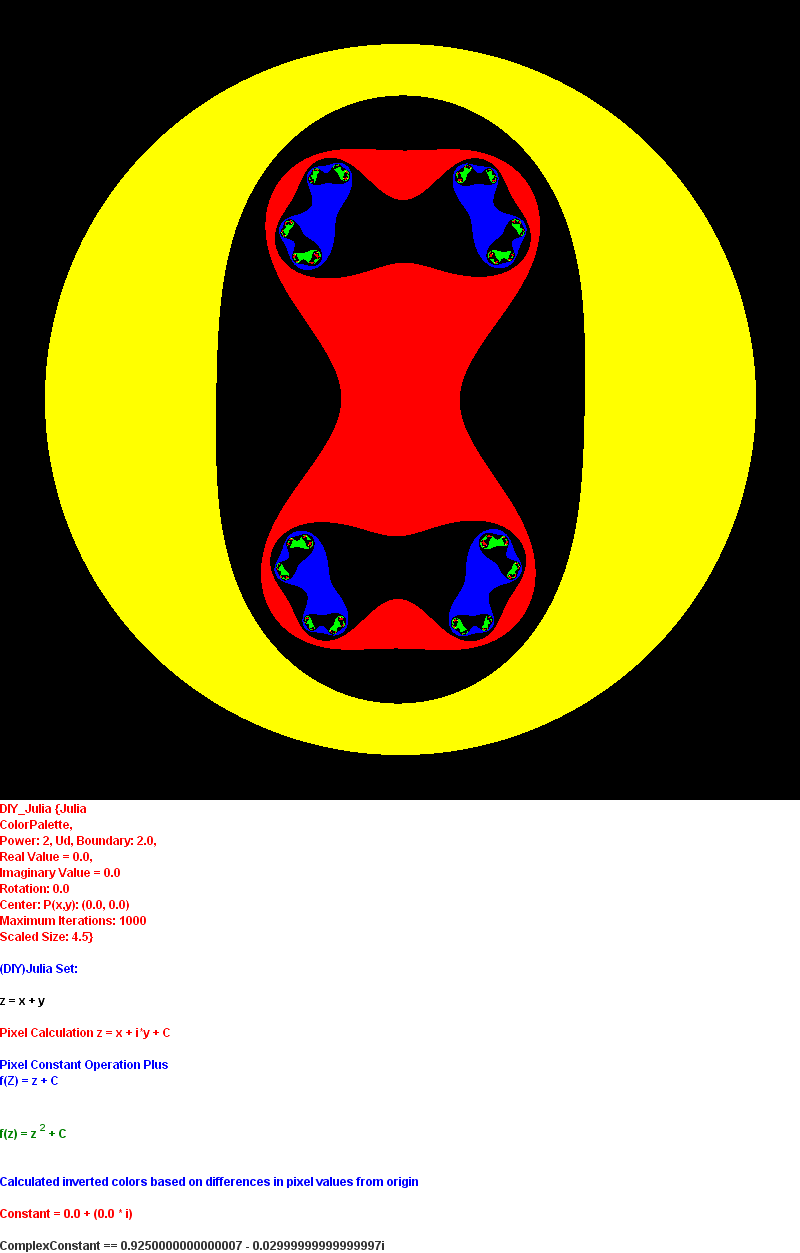 DIY_Julia {Julia
ColorPalette,
Power: 2, Ud, Boundary: 2.0,
Real Value = 0.0,
Imaginary Value = 0.0
Rotation: 0.0
Center: P(x,y): (0.0, 0.0)
Maximum Iterations: 1000
Scaled Size: 4.5}
(DIY)Julia Set:
z = x + y
Pixel Calculation z = x + i*y + C
Pixel Constant Operation Plus
f(Z) = z + C
f(z) = z 2 + C
Calculated inverted colors based on differences in pixel values from origin
Constant = 0.0 + (0.0 * i)
ComplexConstant == 0.9250000000000007 - 0.02999999999999997i